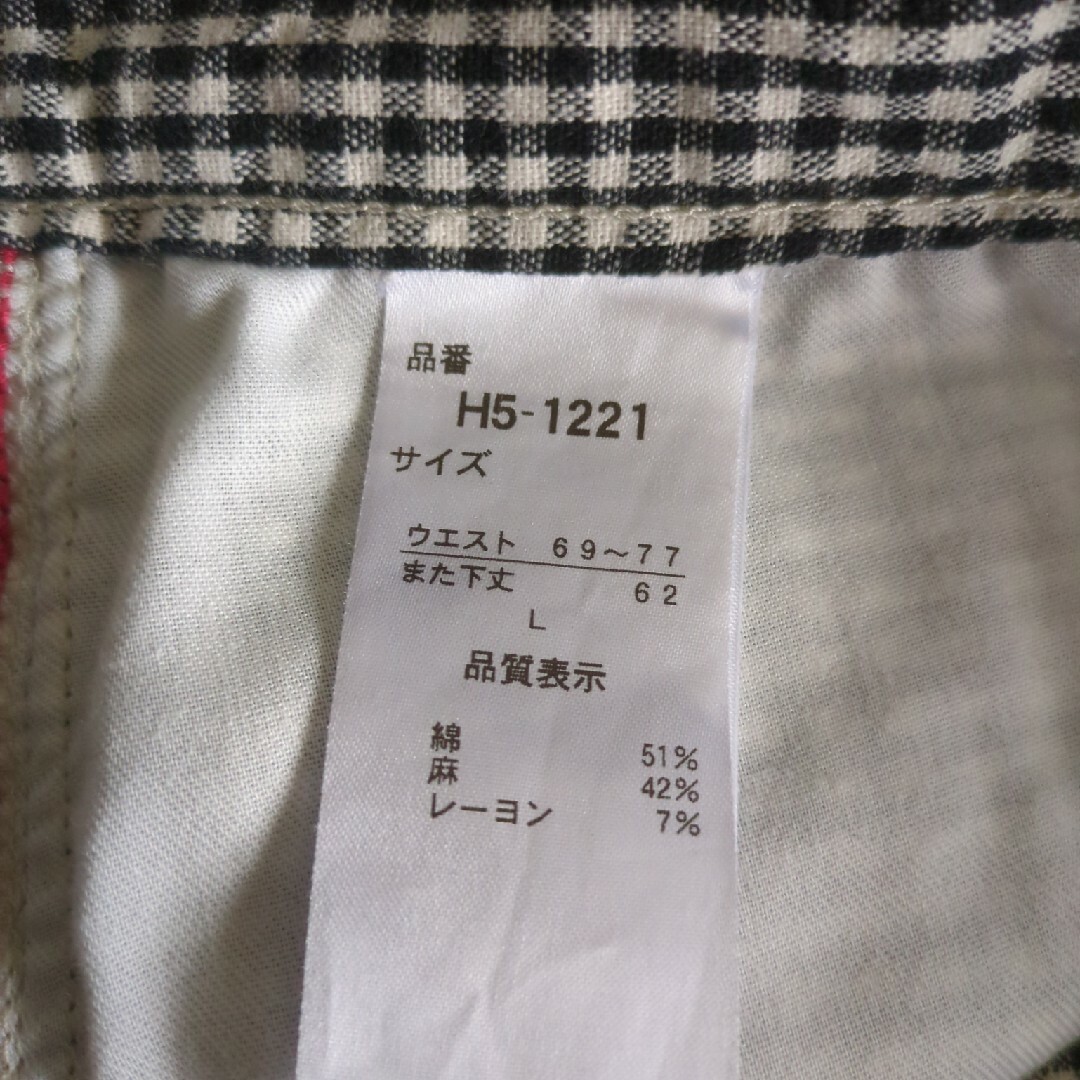 品番
H5-1221
サイズ
ウエスト 69〜77
また下丈 62
L
品質表示
綿 51%
麻 42%
レーヨン 7%